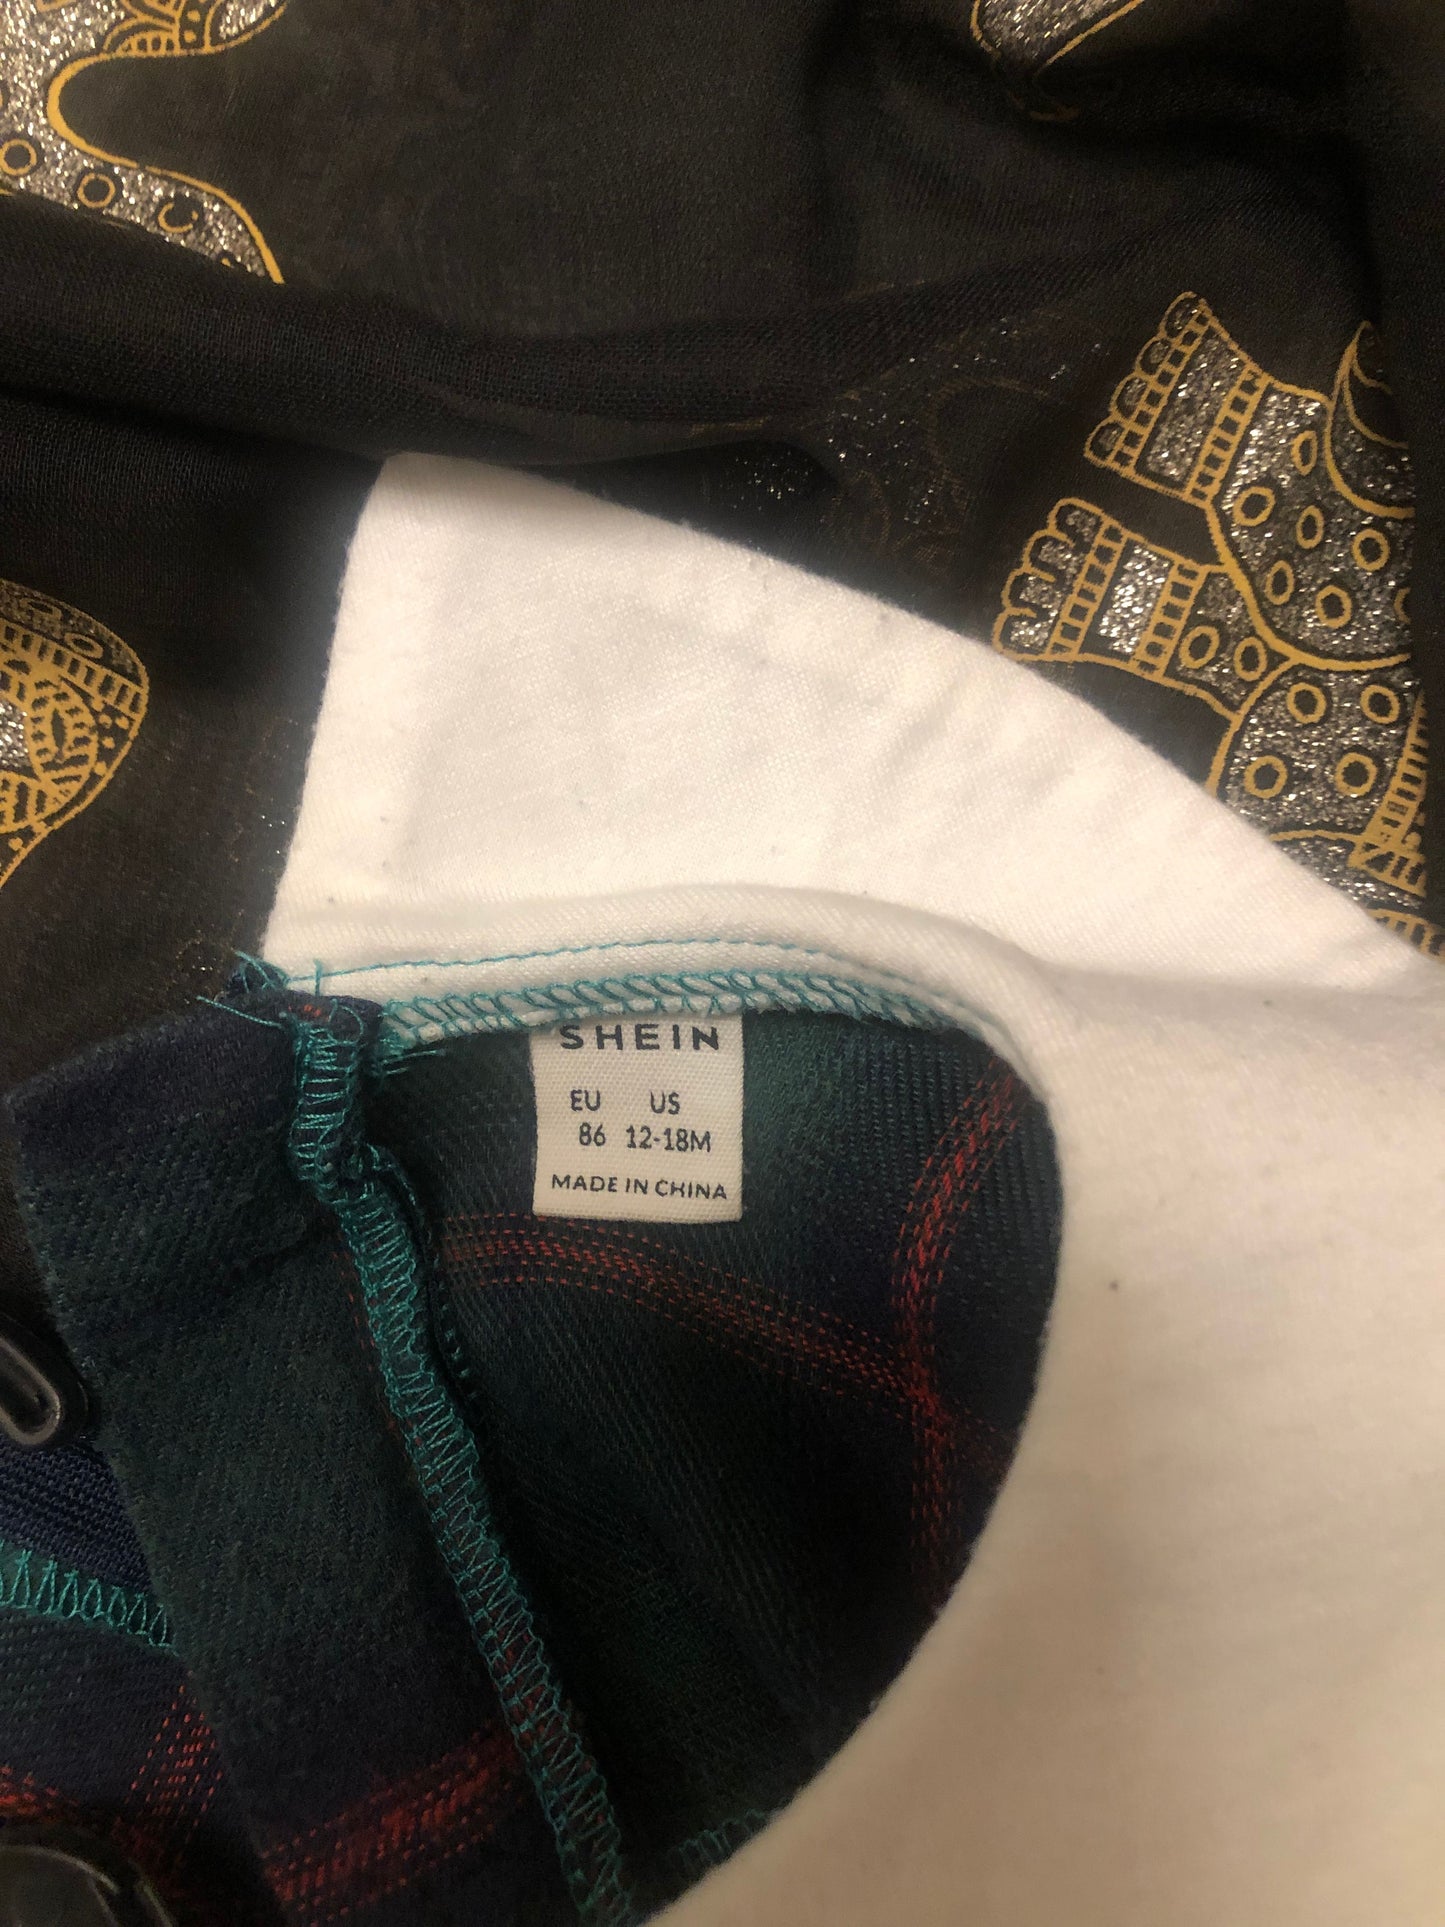 SHEIN
EU US
86 12-18M
MADE IN CHINA